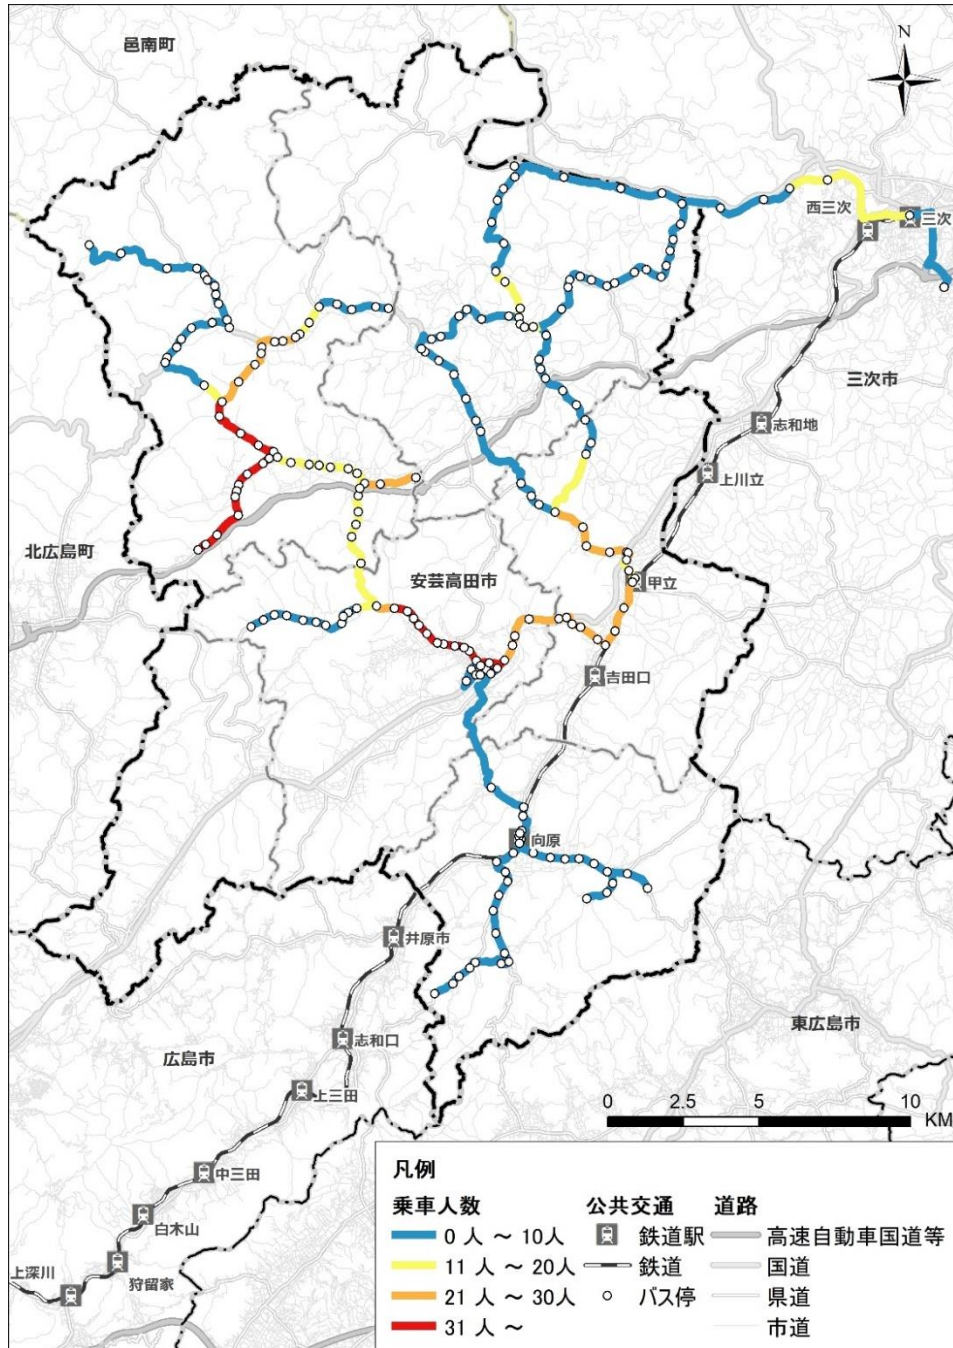 邑南町
N
西三次
三次
三次市
志和地
上川立
北広島町
安芸高田市
甲立
吉田口
向原
井原市
東広島市
広島市
志和口
上三田
0 2.5 5 10
KM
中三田
白木山
上深川
狩留家
凡例
乗車人数 公共交通 道路
0 人 ～ 10人 鉄道駅 高速自動車国道等
11 人 ～ 20人 鉄道 国道
21 人 ～ 30人 バス停 県道
31 人 ～ 市道